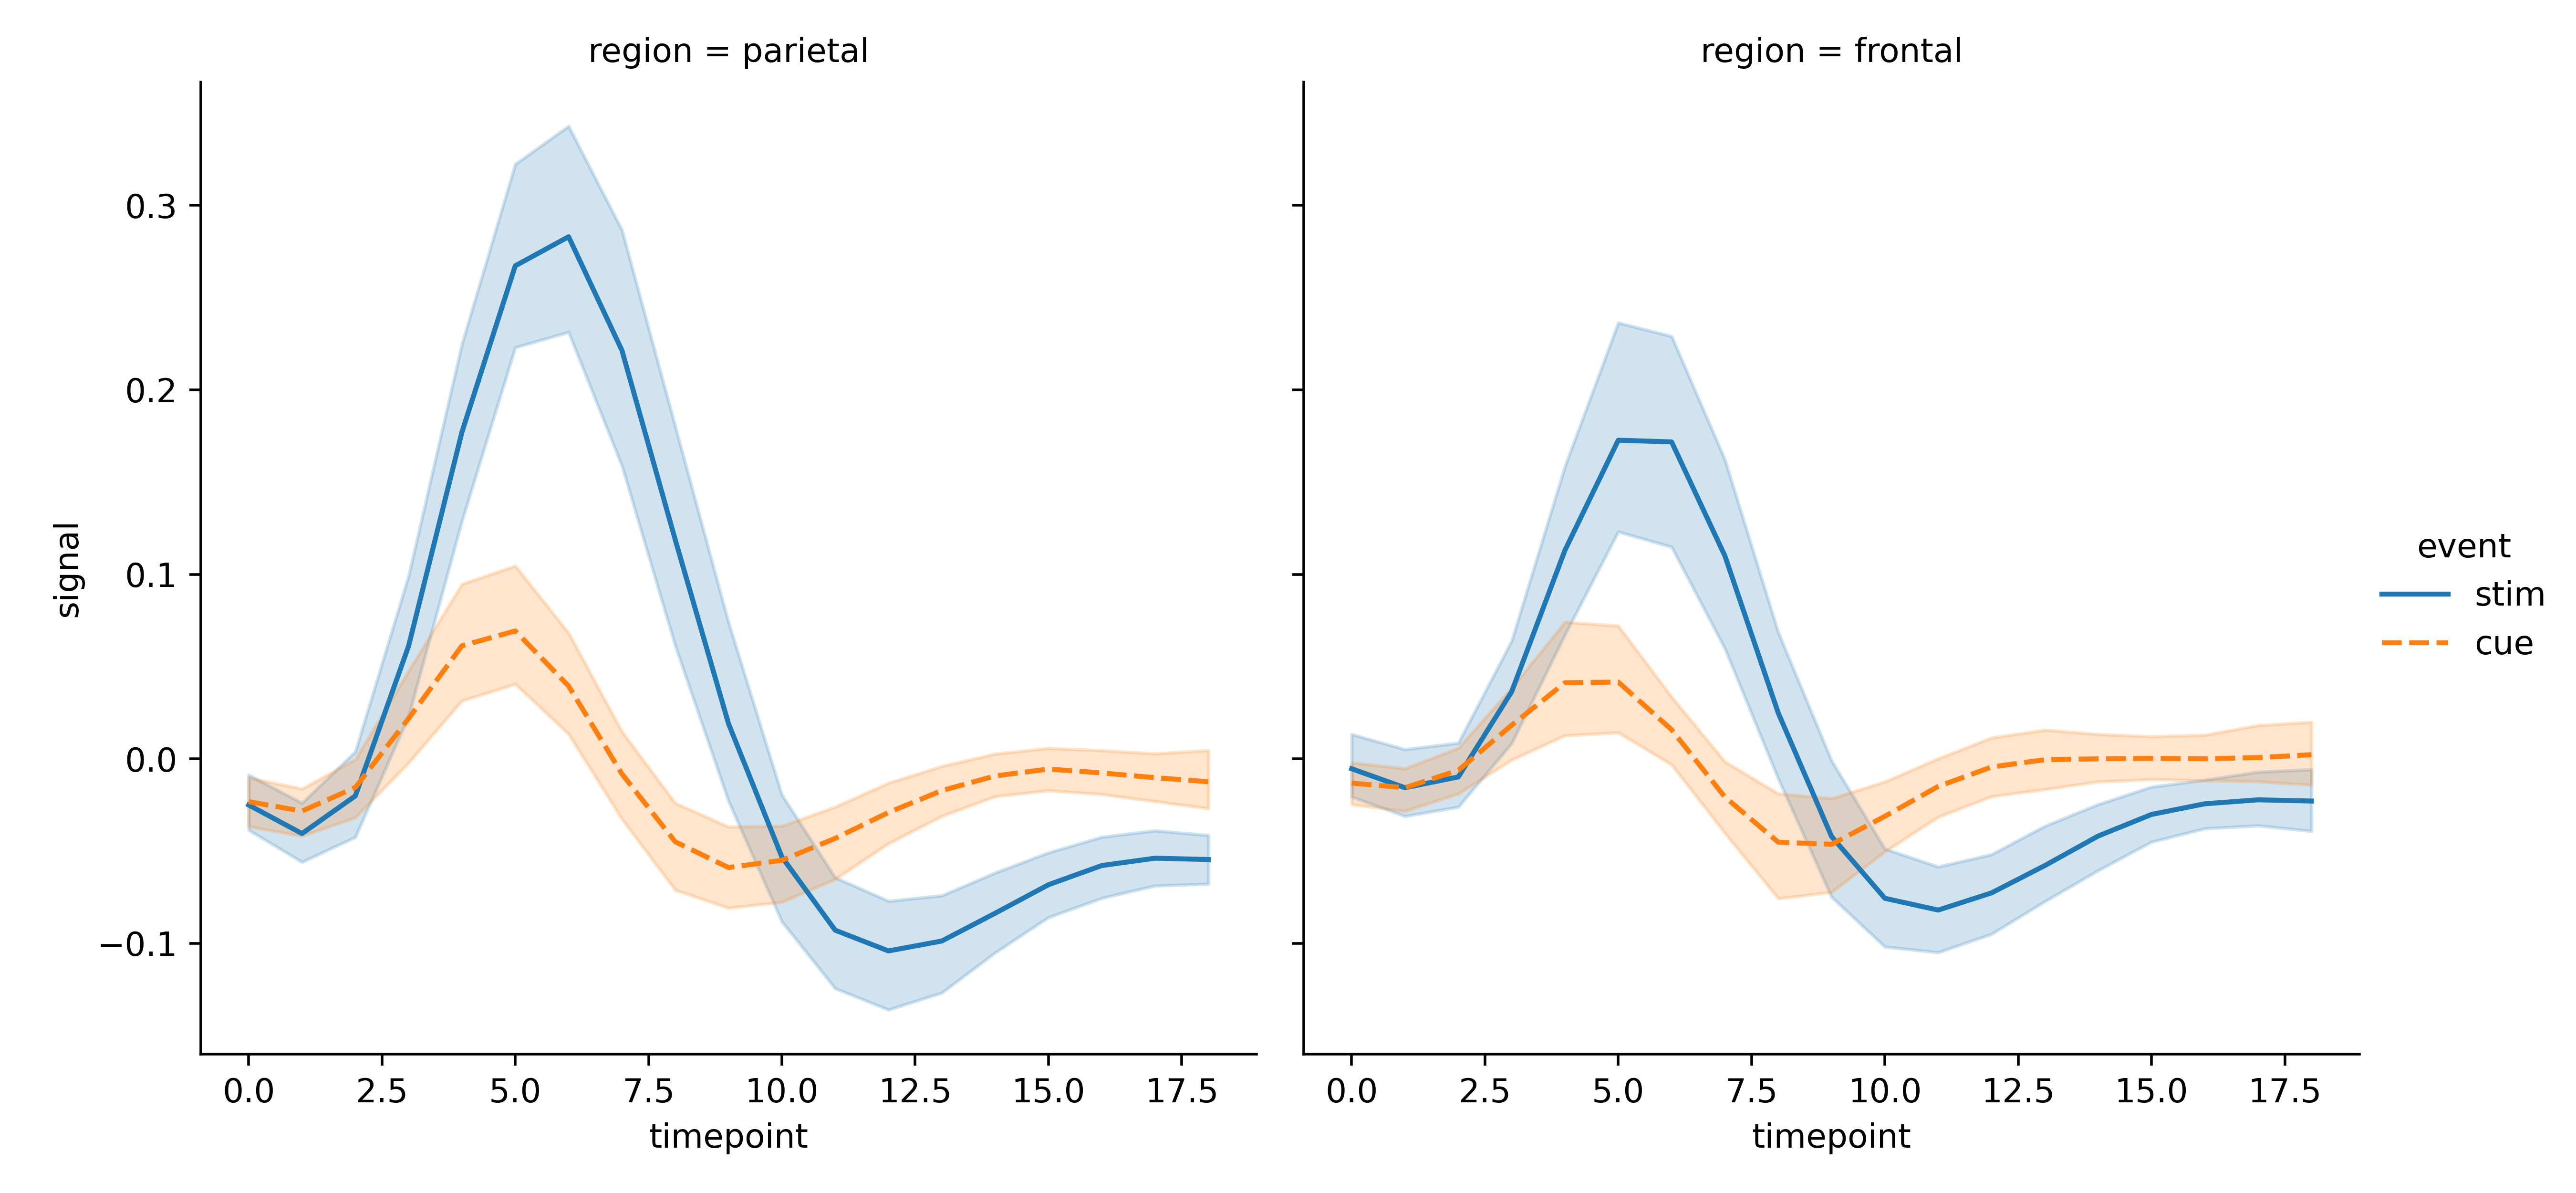 region = parietal
region = frontal
signal
0.3
0.2
0.1
0.0
−0.1
0.0 2.5 5.0 7.5 10.0 12.5 15.0 17.5
timepoint
0.0 2.5 5.0 7.5 10.0 12.5 15.0 17.5
timepoint
event
stim
cue